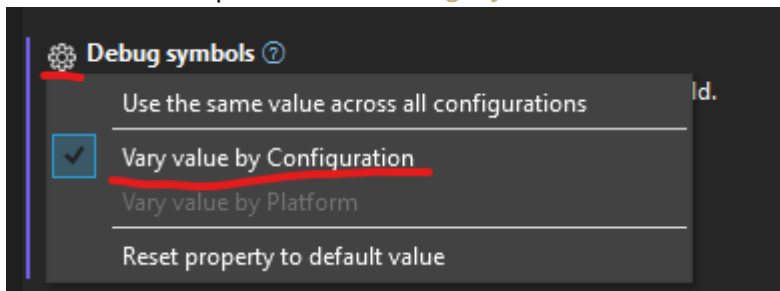 Debug symbols
ld.
Use the same value across all configurations
Vary value by Configuration
Vary value by Platform
Reset property to default value